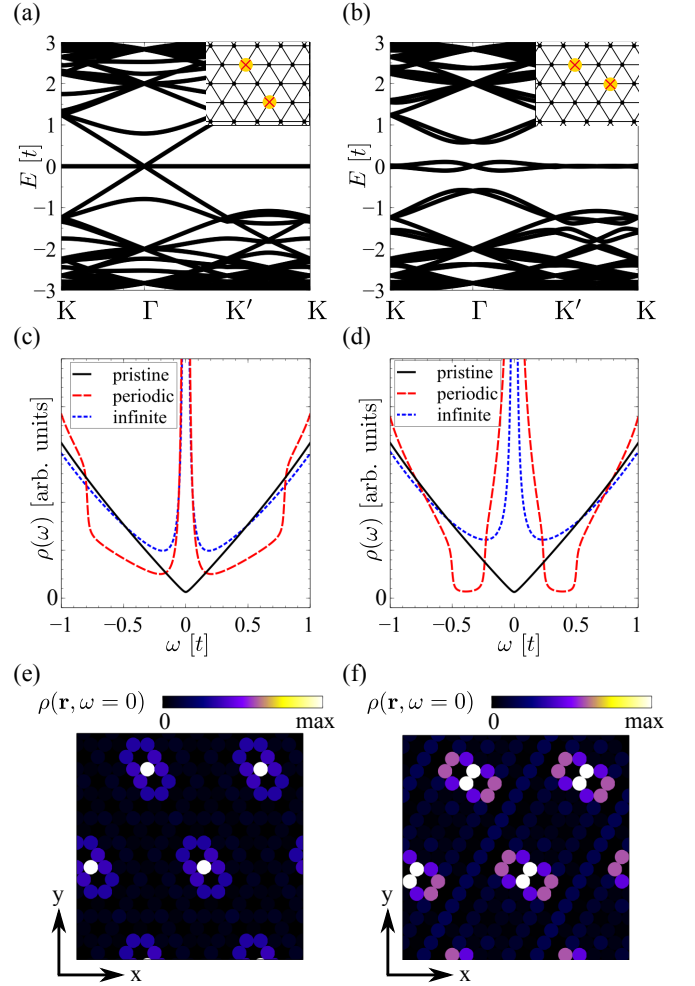 (a)
3
2
1
0
−1
−2
−3
E [t]
K Γ K′ K
(b)
3
2
1
0
−1
−2
−3
E [t]
K Γ K′ K
(c)
pristine
periodic
infinite
ρ(ω) [arb. units]
0
−1 −0.5 0 0.5 1
ω [t]
(d)
pristine
periodic
infinite
ρ(ω) [arb. units]
0
−1 −0.5 0 0.5 1
ω [t]
(e)
ρ(r, ω = 0)
0 max
y
x
(f)
ρ(r, ω = 0)
0 max
y
x